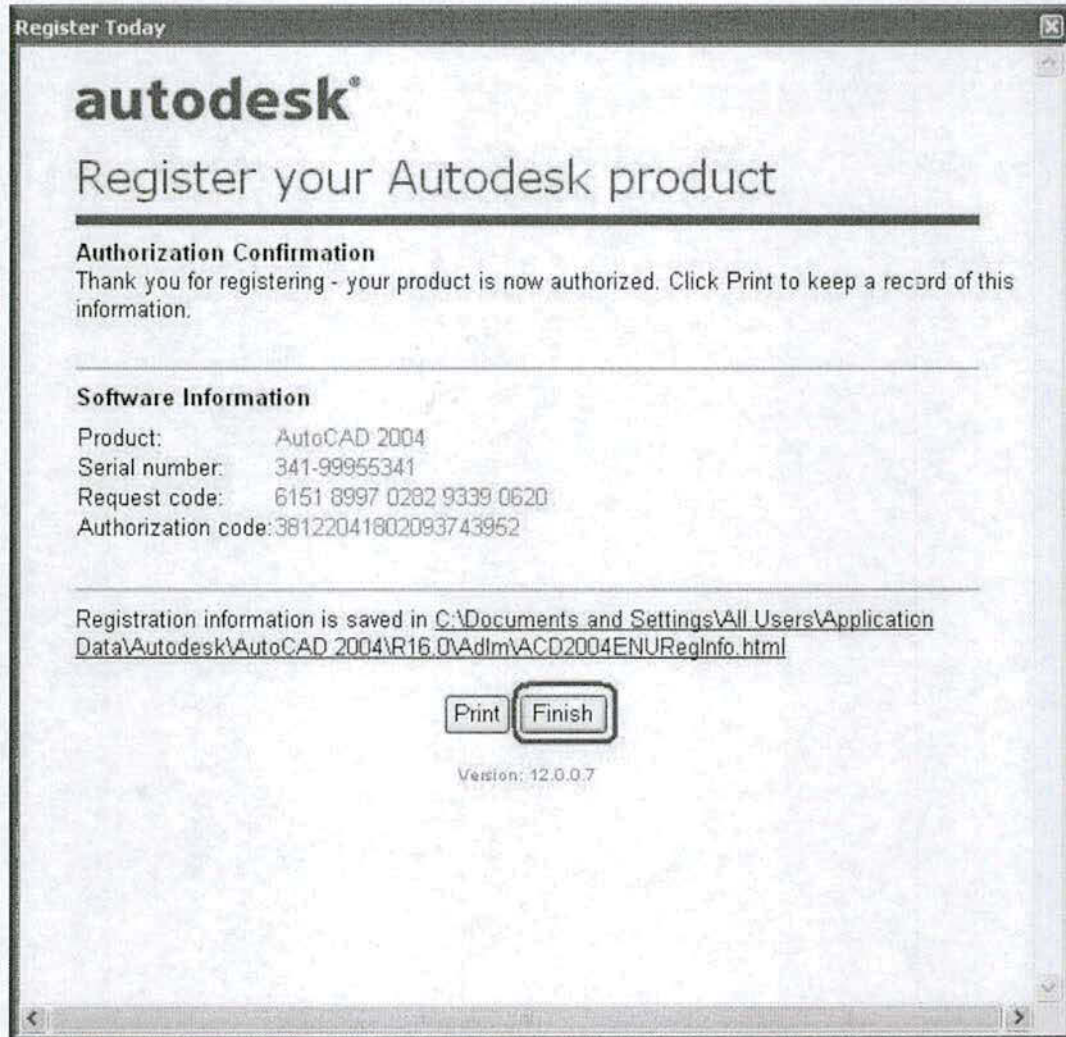 Register Today
autodesk®
Register your Autodesk product
Authorization Confirmation
Thank you for registering - your product is now authorized. Click Print to keep a record of this
information.
Software Information
Product: AutoCAD 2004
Serial number: 341-99955341
Request code: 6151 8997 0282 9339 0620
Authorization code: 38122041802093743952
Registration information is saved in C:\Documents and Settings\All Users\Application
Data\Autodesk\AutoCAD 2004\R16.0\Adlm\ACD2004ENURegInfo.html
Print Finish
Version: 12.0.0.7